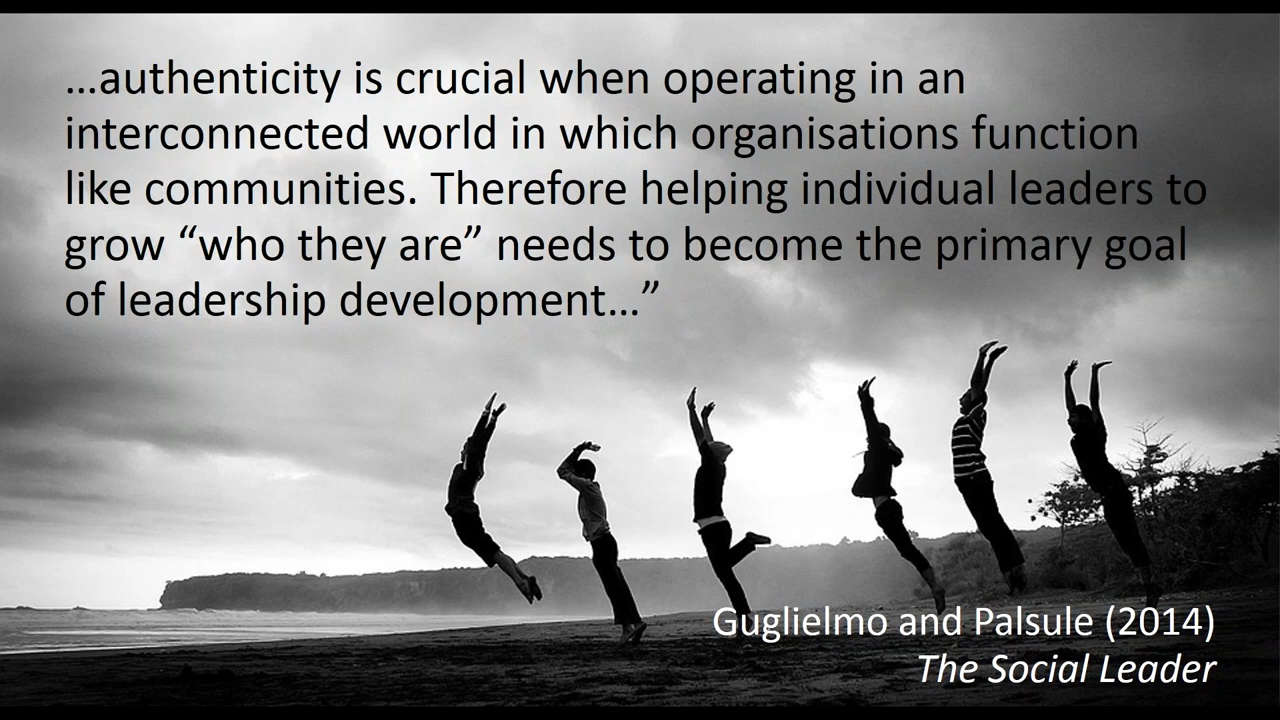 …authenticity is crucial when operating in an
interconnected world in which organisations function
like communities. Therefore helping individual leaders to
grow “who they are” needs to become the primary goal
of leadership development…”
Guglielmo and Palsule (2014)
The Social Leader